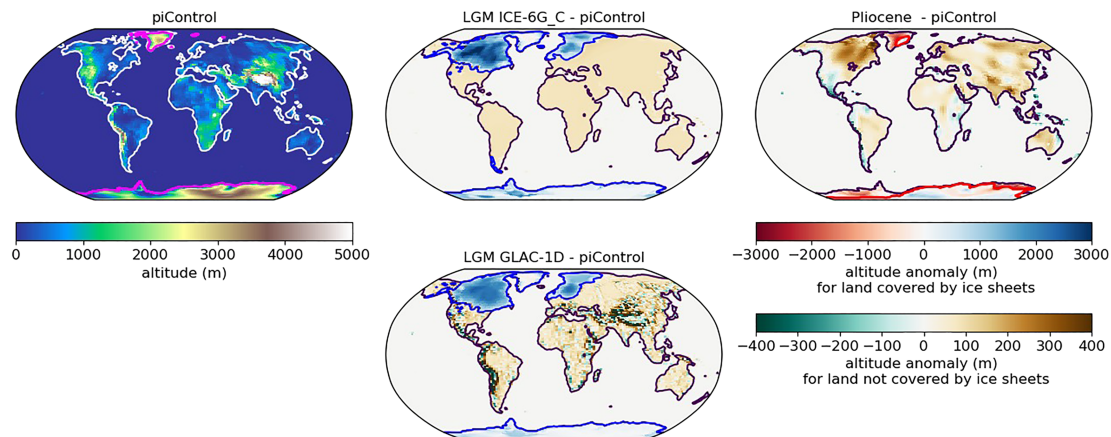 piControl
LGM ICE-6G_C - piControl
Pliocene - piControl
0 1000 2000 3000 4000 5000
altitude (m)
−3000 −2000 −1000 0 1000 2000 3000
altitude anomaly (m)
for land covered by ice sheets
LGM GLAC-1D - piControl
−400 −300 −200 −100 0 100 200 300 400
altitude anomaly (m)
for land not covered by ice sheets